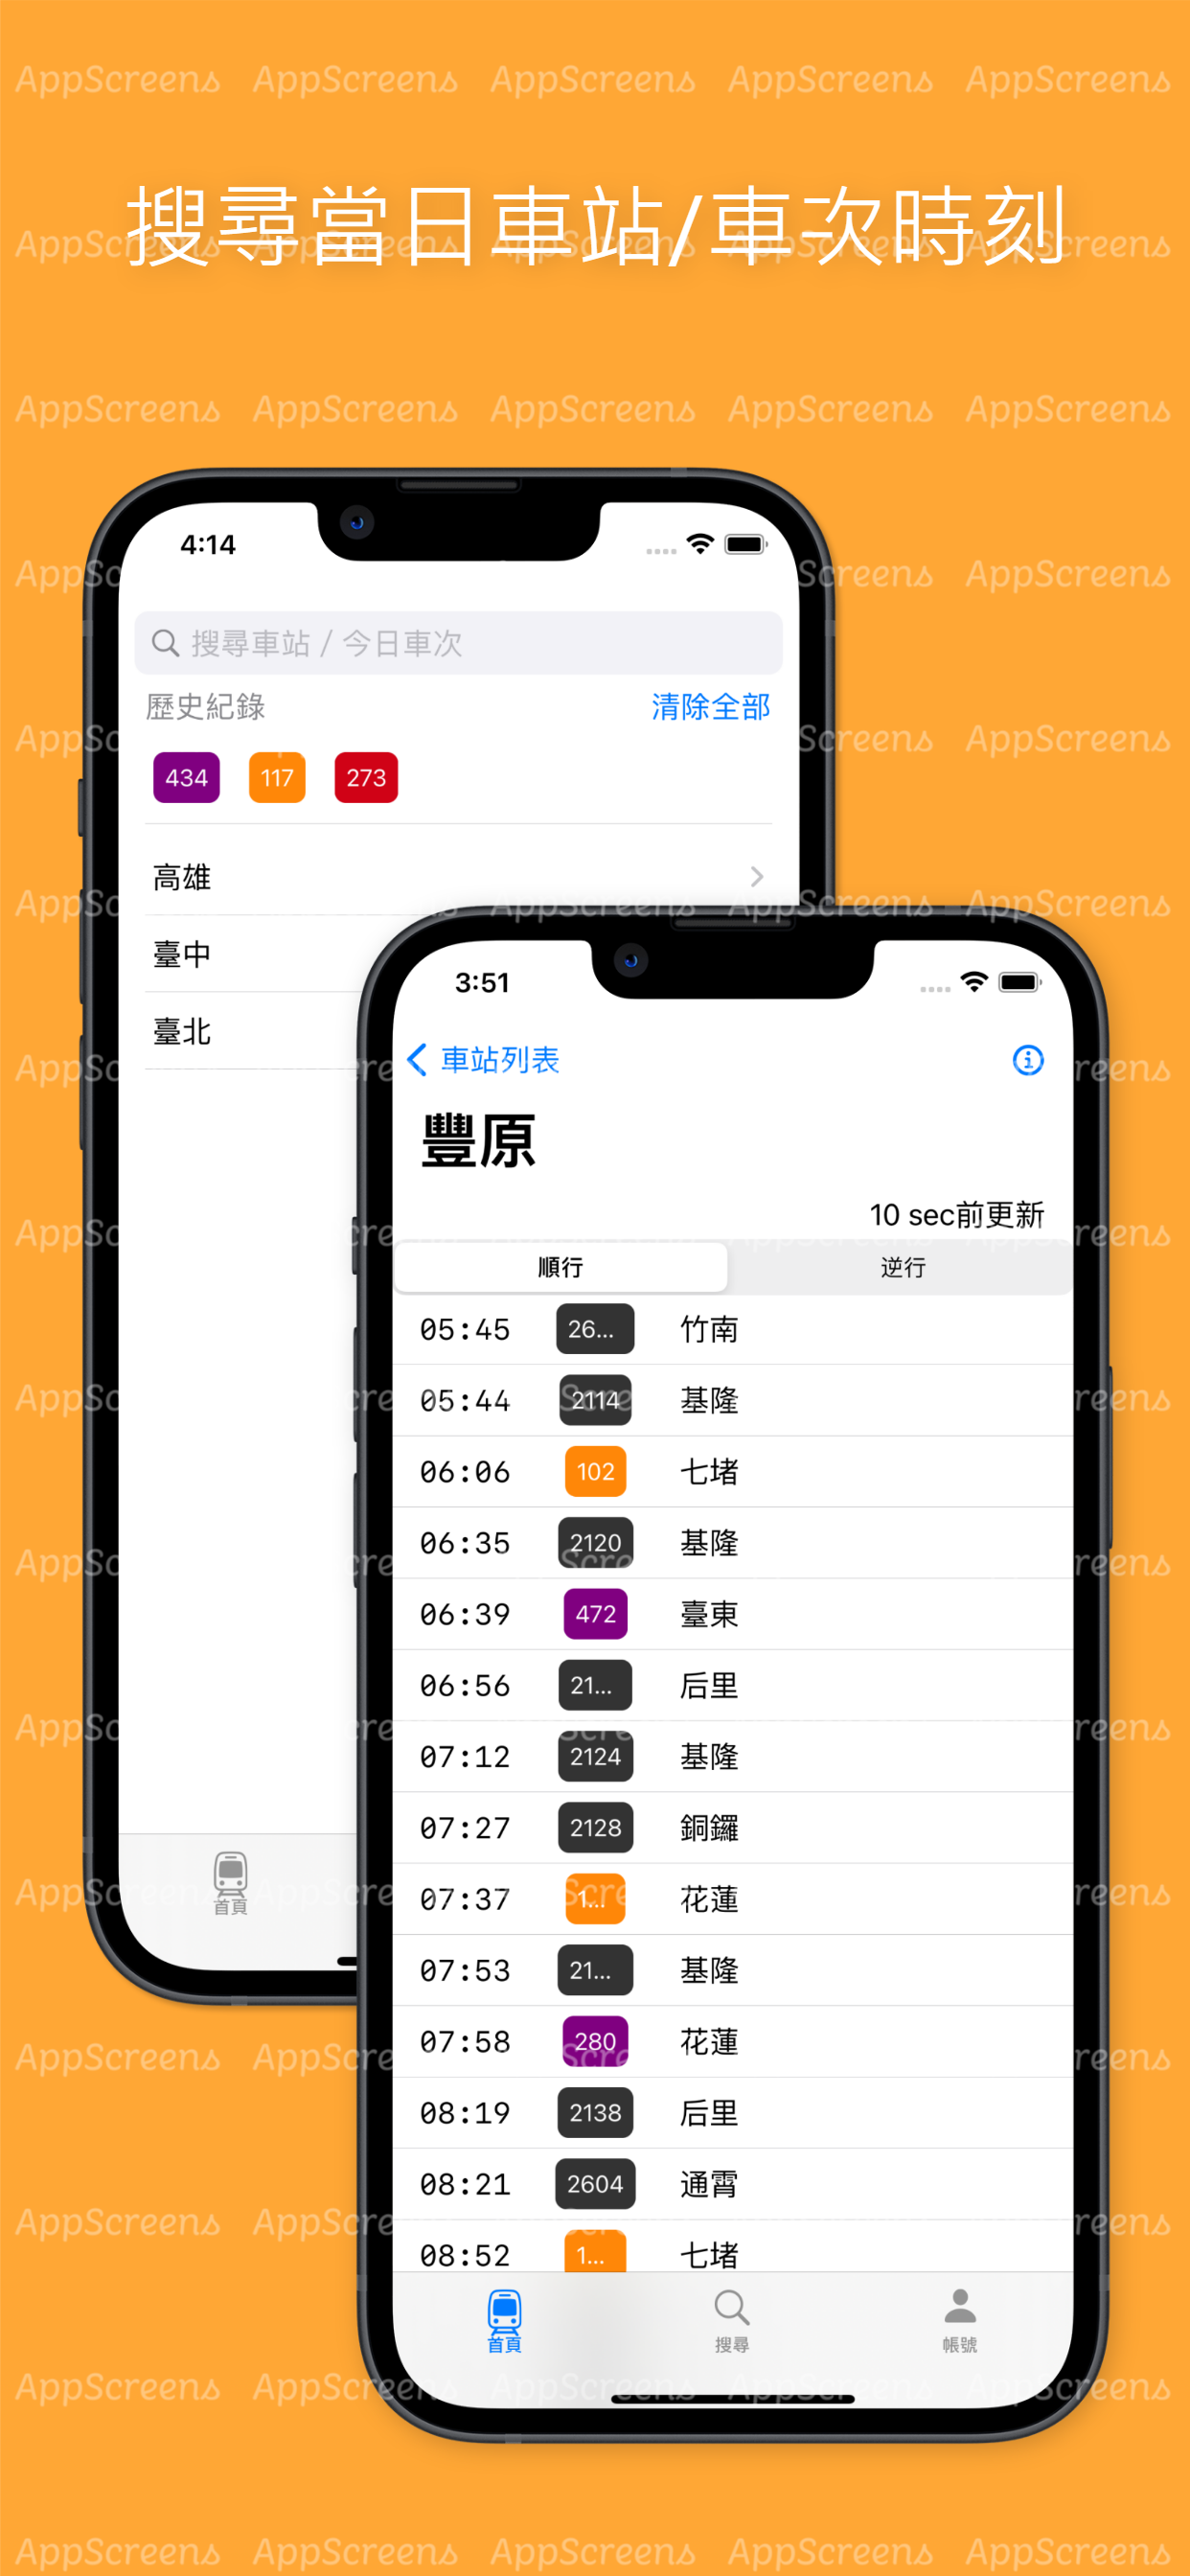 AppScreens AppScreens AppScreens AppScreens AppScreens
搜尋當日車站/車次時刻
4:14
搜尋車站 / 今日車次
歷史紀錄 清除全部
434 117 273
高雄
臺中
臺北
首頁
3:51
車站列表
豐原
10 sec前更新
順行 逆行
05:45 26... 竹南
05:44 2114 基隆
06:06 102 七堵
06:35 2120 基隆
06:39 472 臺東
06:56 21... 后里
07:12 2124 基隆
07:27 2128 銅鑼
07:37 1... 花蓮
07:53 21... 基隆
07:58 280 花蓮
08:19 2138 后里
08:21 2604 通霄
08:52 1... 七堵
首頁 搜尋 帳號